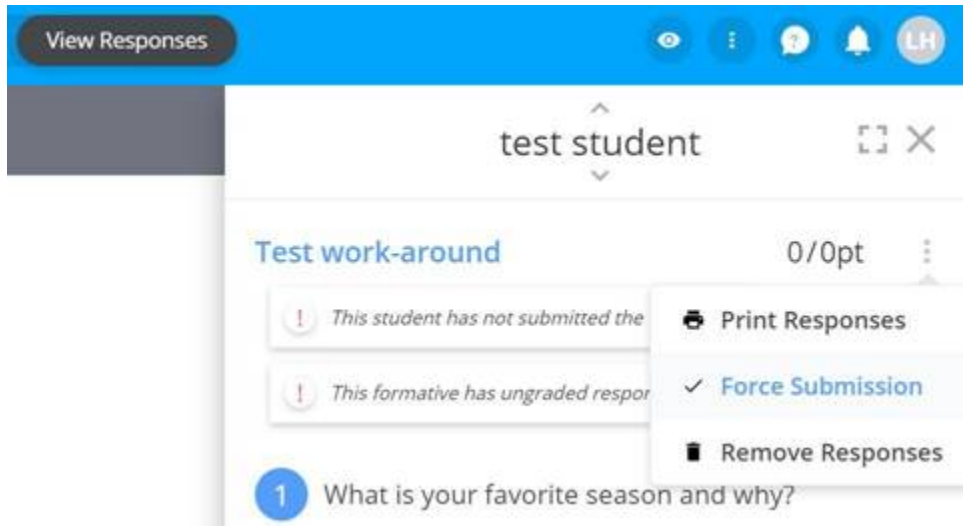 View Responses
LH
test student
Test work-around 0/0pt
This student has not submitted the
Print Responses
Force Submission
This formative has ungraded respor
Remove Responses
1 What is your favorite season and why?